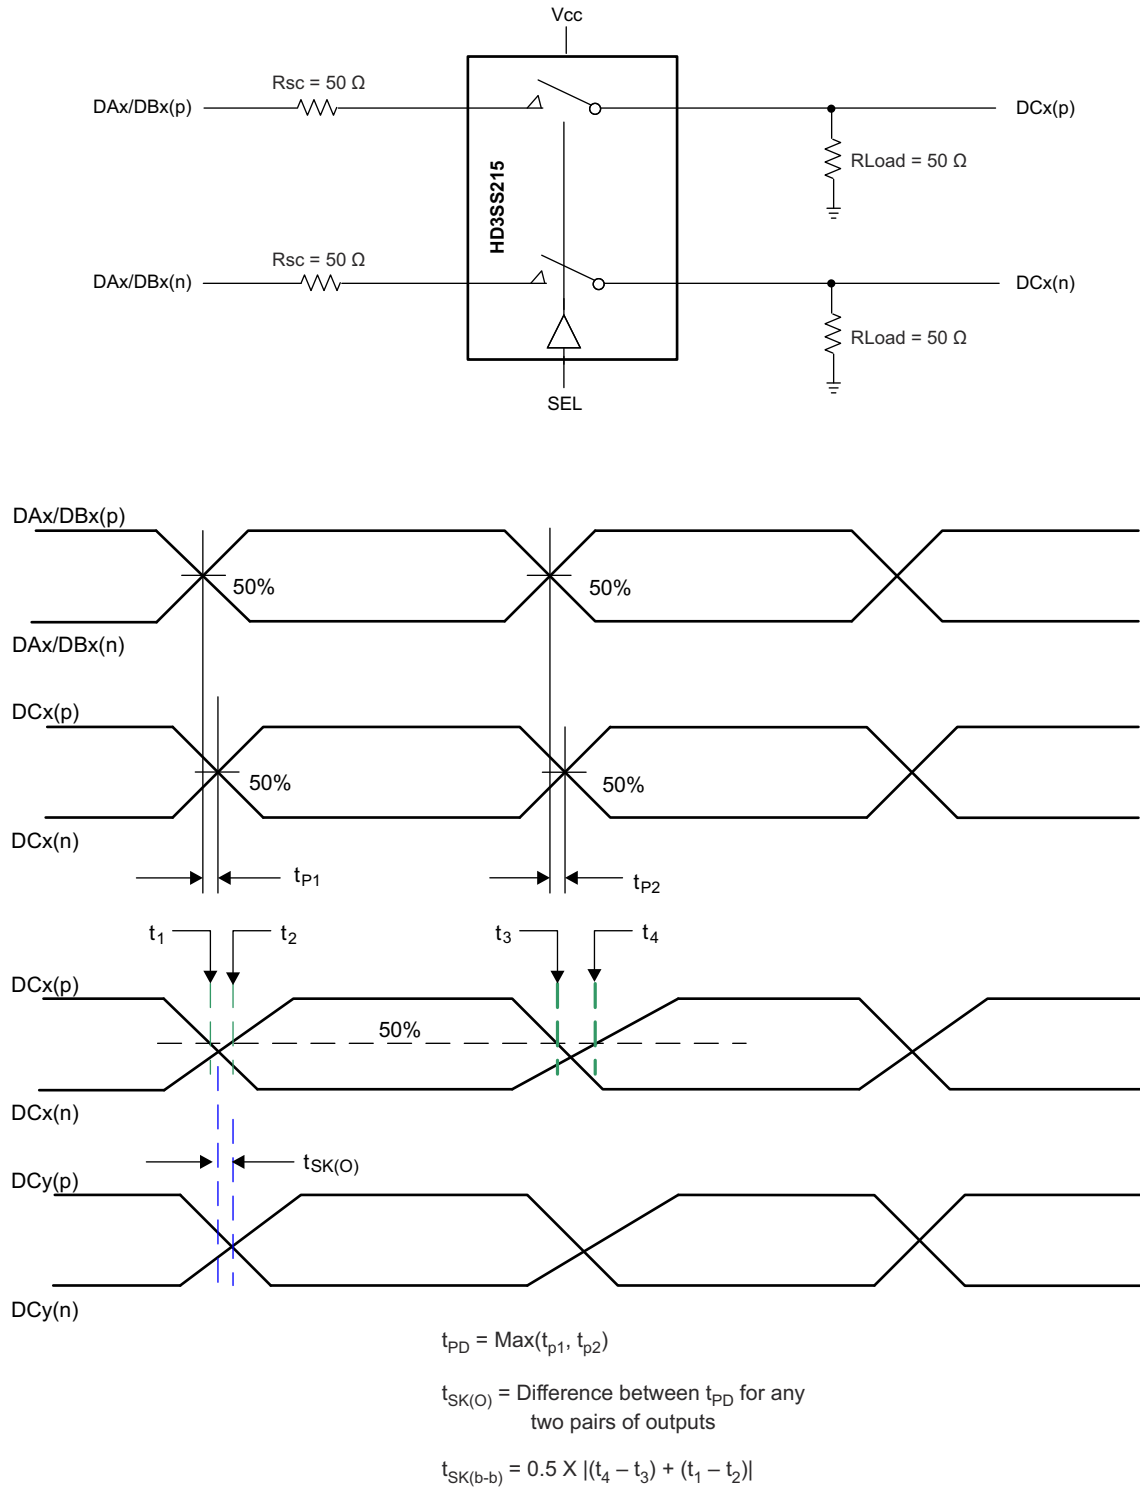 Vcc
Rsc = 50 Ω
DAx/DBx(p)
DCx(p)
RLoad = 50 Ω
HD3SS215
Rsc = 50 Ω
DAx/DBx(n)
DCx(n)
RLoad = 50 Ω
SEL
DAx/DBx(p)
50%
50%
DAx/DBx(n)
DCx(p)
50%
50%
DCx(n)
tP1
tP2
t1
t2
t3
t4
DCx(p)
50%
DCx(n)
tSK(O)
DCy(p)
DCy(n)
tPD = Max(tp1, tp2)
tSK(O) = Difference between tPD for any
two pairs of outputs
tSK(b-b) = 0.5 X |(t4 – t3) + (t1 – t2)|